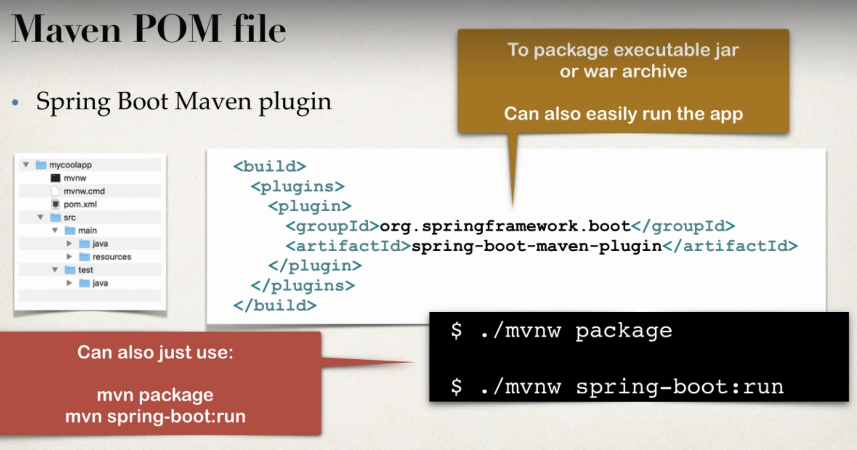 Maven POM file
To package executable jar
or war archive
Can also easily run the app
• Spring Boot Maven plugin
mycoolapp
mvnw
mvnw.cmd
pom.xml
src
main
java
resources
test
java
<build>
<plugins>
<plugin>
<groupId>org.springframework.boot</groupId>
<artifactId>spring-boot-maven-plugin</artifactId>
</plugin>
</plugins>
</build>
$ ./mvnw package
$ ./mvnw spring-boot:run
Can also just use:
mvn package
mvn spring-boot:run